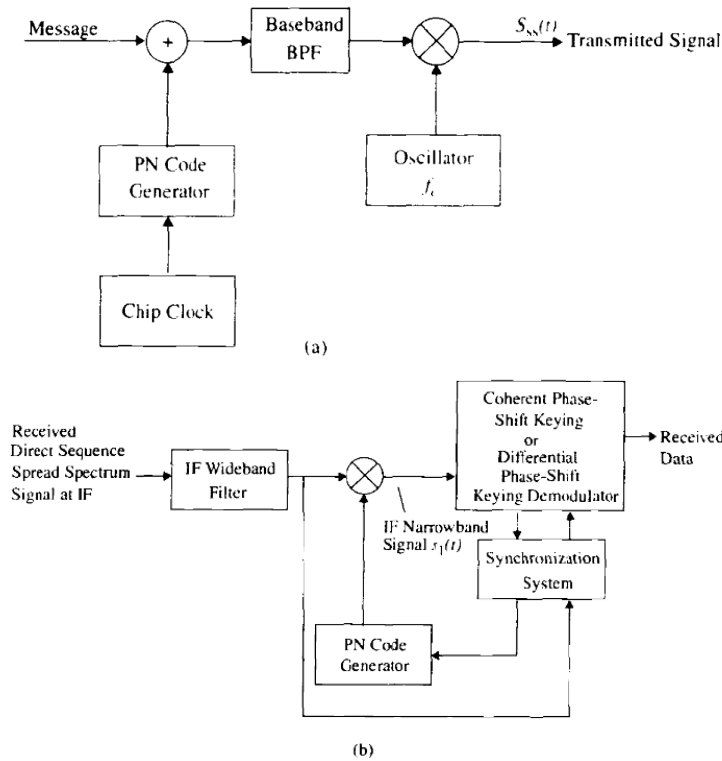 Message
+
Baseband
BPF
S_ss(t)
Transmitted Signal
PN Code
Generator
Oscillator
f_c
Chip Clock
(a)
Received
Direct Sequence
Spread Spectrum
Signal at IF
IF Wideband
Filter
IF Narrowband
Signal s_1(t)
Coherent Phase-
Shift Keying
or
Differential
Phase-Shift
Keying Demodulator
Received
Data
Synchronization
System
PN Code
Generator
(b)